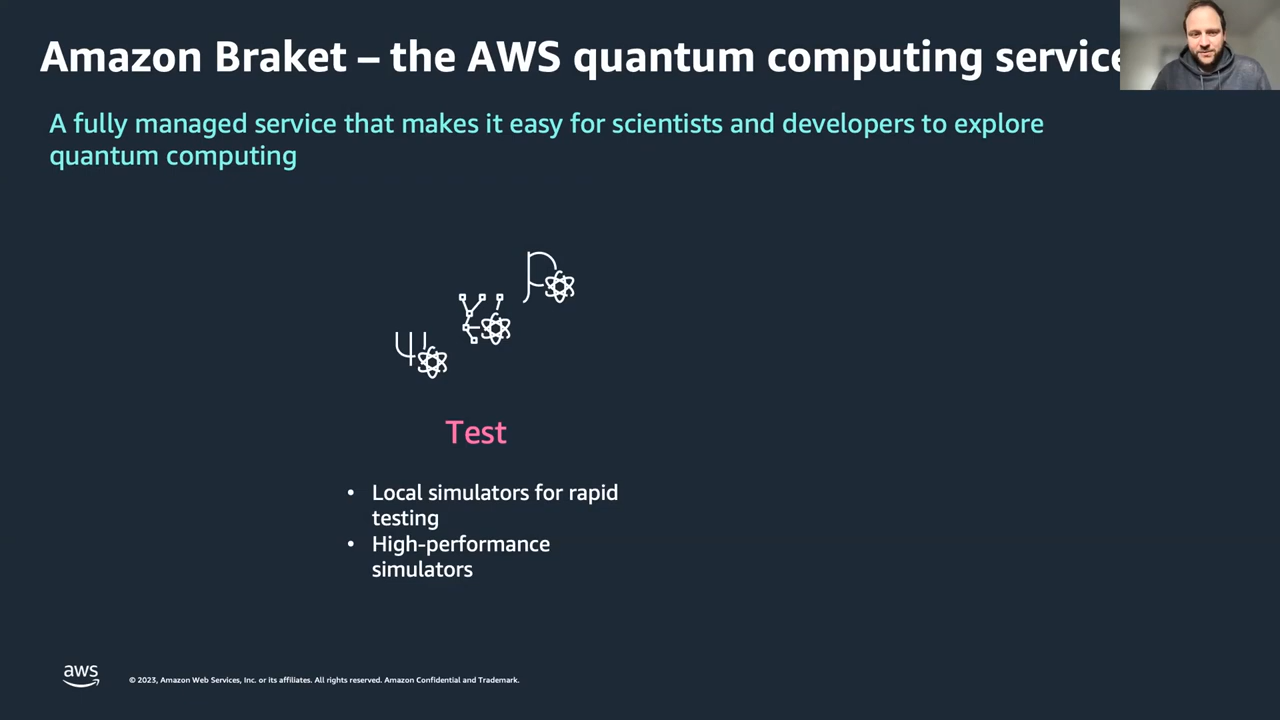 Amazon Braket – the AWS quantum computing service
A fully managed service that makes it easy for scientists and developers to explore
quantum computing
Test
• Local simulators for rapid
testing
• High-performance
simulators
aws
© 2023, Amazon Web Services, Inc. or its affiliates. All rights reserved. Amazon Confidential and Trademark.